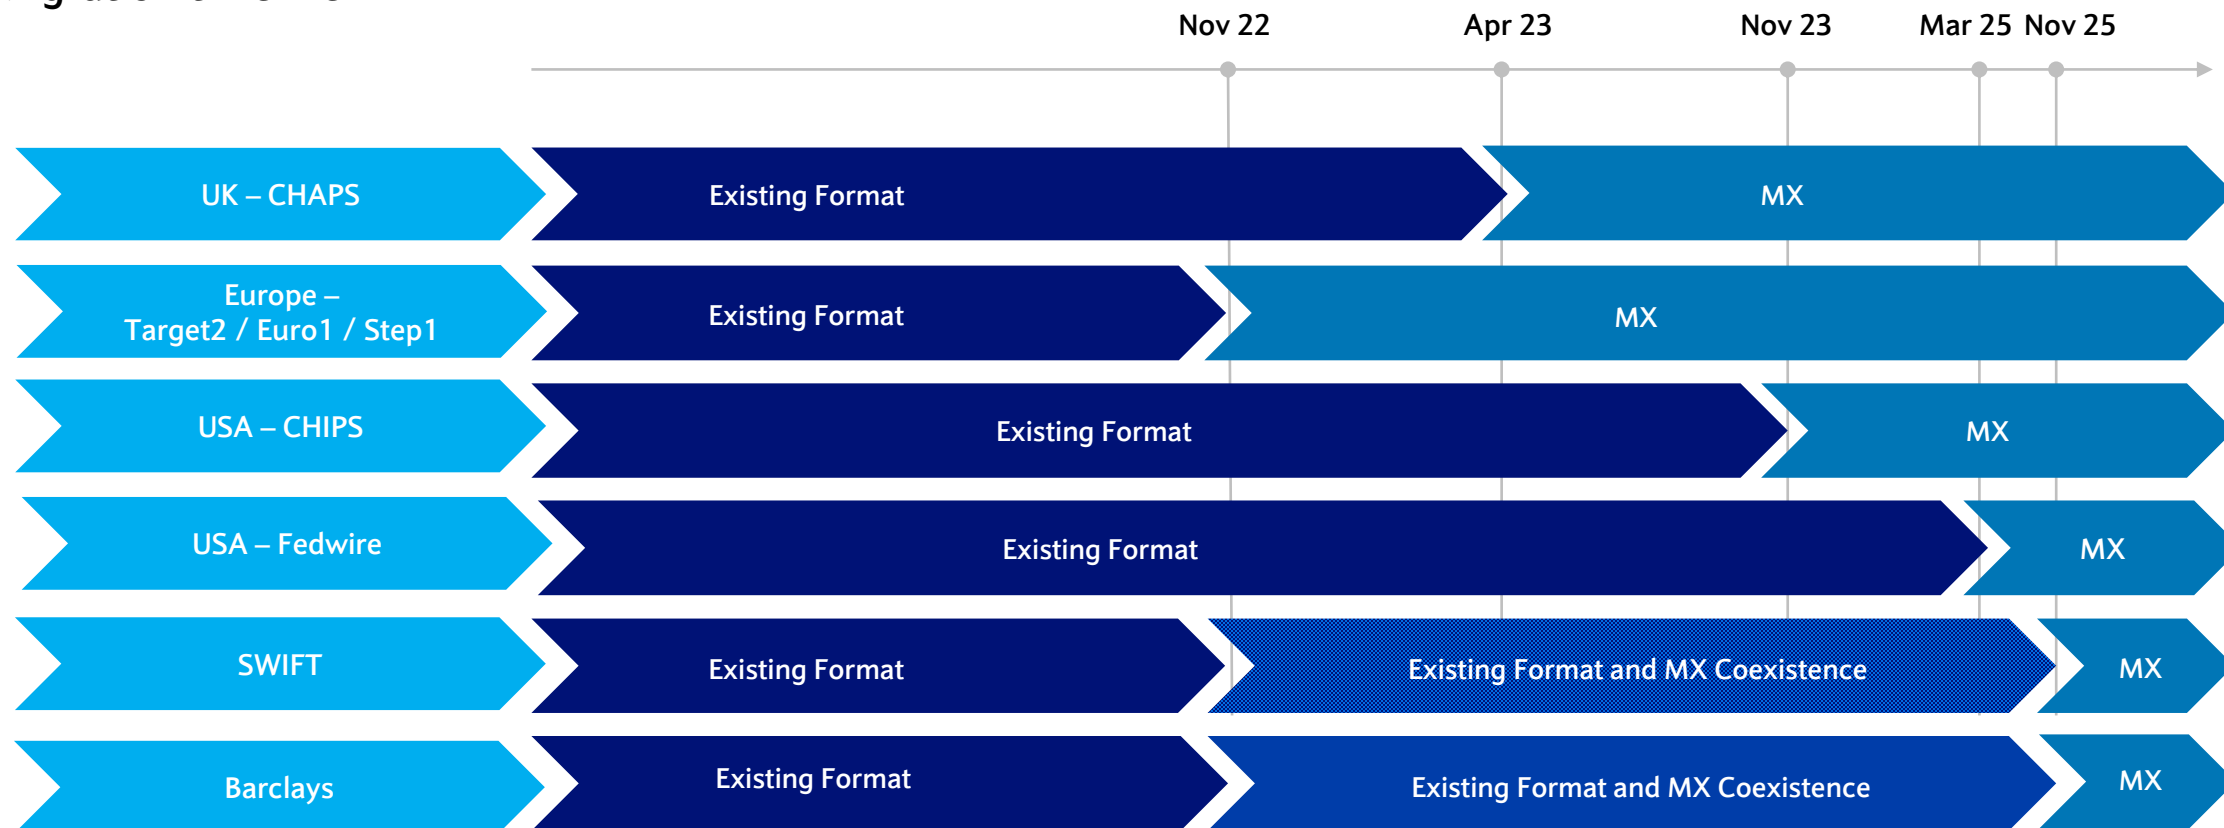 Nov 22 Apr 23 Nov 23 Mar 25 Nov 25
UK – CHAPS Existing Format MX
Europe –
Target2 / Euro1 / Step1 Existing Format MX
USA – CHIPS Existing Format MX
USA – Fedwire Existing Format MX
SWIFT Existing Format Existing Format and MX Coexistence MX
Barclays Existing Format Existing Format and MX Coexistence MX